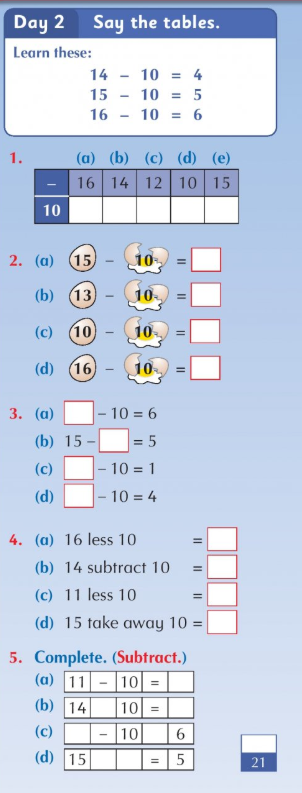 Day 2 Say the tables.
Learn these:
14 – 10 = 4
15 – 10 = 5
16 – 10 = 6
1. (a) (b) (c) (d) (e)
– 16 14 12 10 15
10
2. (a) 15 – 10 =
(b) 13 – 10 =
(c) 10 – 10 =
(d) 16 – 10 =
3. (a) – 10 = 6
(b) 15 – = 5
(c) – 10 = 1
(d) – 10 = 4
4. (a) 16 less 10 =
(b) 14 subtract 10 =
(c) 11 less 10 =
(d) 15 take away 10 =
5. Complete. (Subtract.)
(a) 11 – 10 =
(b) 14 10 =
(c) – 10 6
(d) 15 = 5
21